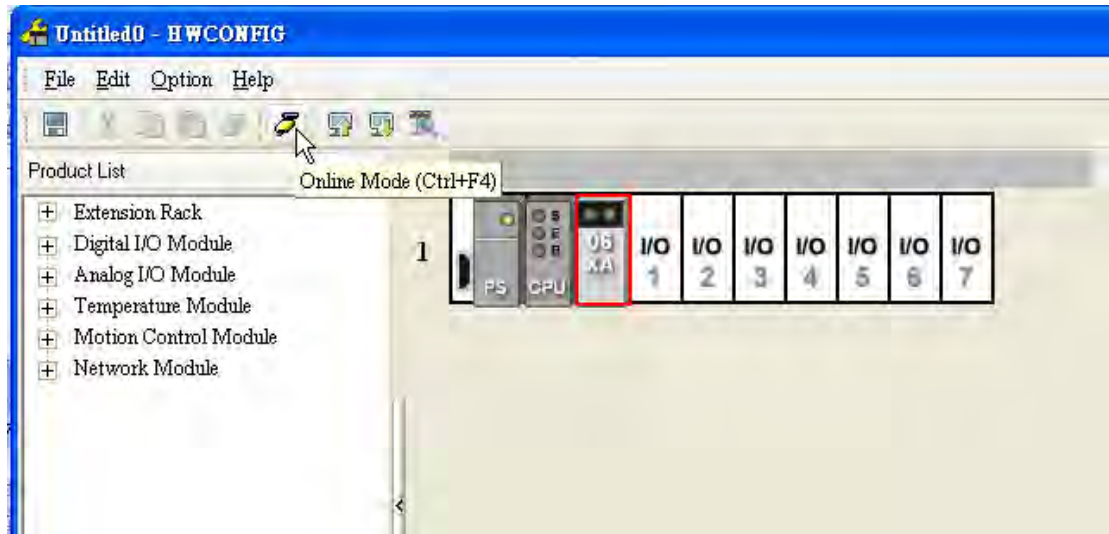 Untitled0 - HWCONFIG
File Edit Option Help
Product List
Online Mode (Ctrl+F4)
Extension Rack
Digital I/O Module
Analog I/O Module
Temperature Module
Motion Control Module
Network Module
1
PS
CPU
S
E
B
06
XA
I/O
1
I/O
2
I/O
3
I/O
4
I/O
5
I/O
6
I/O
7